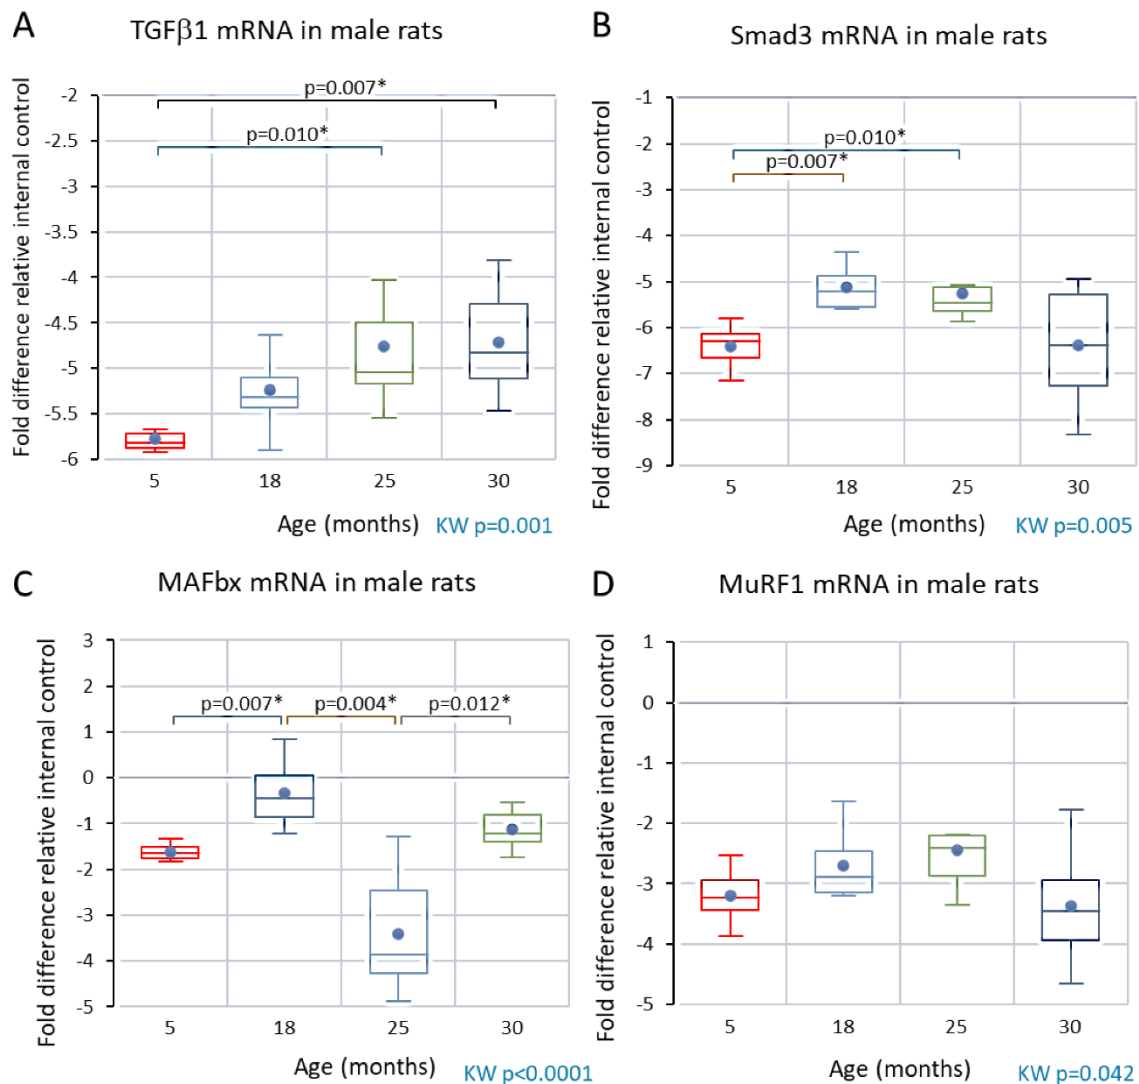 A
TGFβ1 mRNA in male rats
Fold difference relative internal control
-2
-2.5
-3
-3.5
-4
-4.5
-5
-5.5
-6
p=0.007*
p=0.010*
5 18 25 30
Age (months) KW p=0.001
B
Smad3 mRNA in male rats
Fold difference relative internal control
-1
-2
-3
-4
-5
-6
-7
-8
-9
p=0.010*
p=0.007*
5 18 25 30
Age (months) KW p=0.005
C
MAFbx mRNA in male rats
Fold difference relative internal control
3
2
1
0
-1
-2
-3
-4
-5
p=0.007* p=0.004* p=0.012*
5 18 25 30
Age (months) KW p<0.0001
D
MuRF1 mRNA in male rats
Fold difference relative internal control
1
0
-1
-2
-3
-4
-5
5 18 25 30
Age (months) KW p=0.042